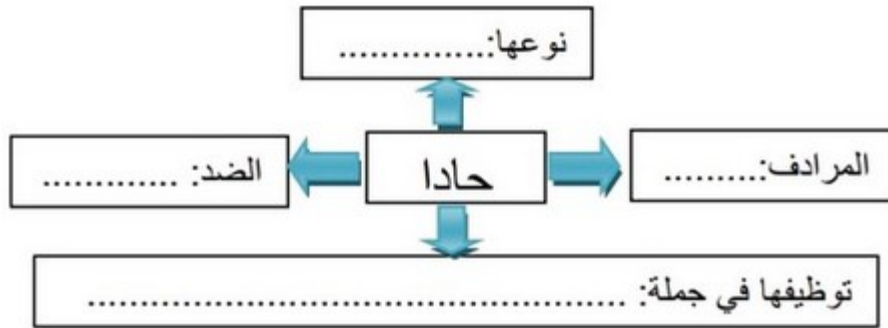 نوعها:...............
المرادف:.........
حادا
الضد: .............
توظيفها في جملة: ....................................................